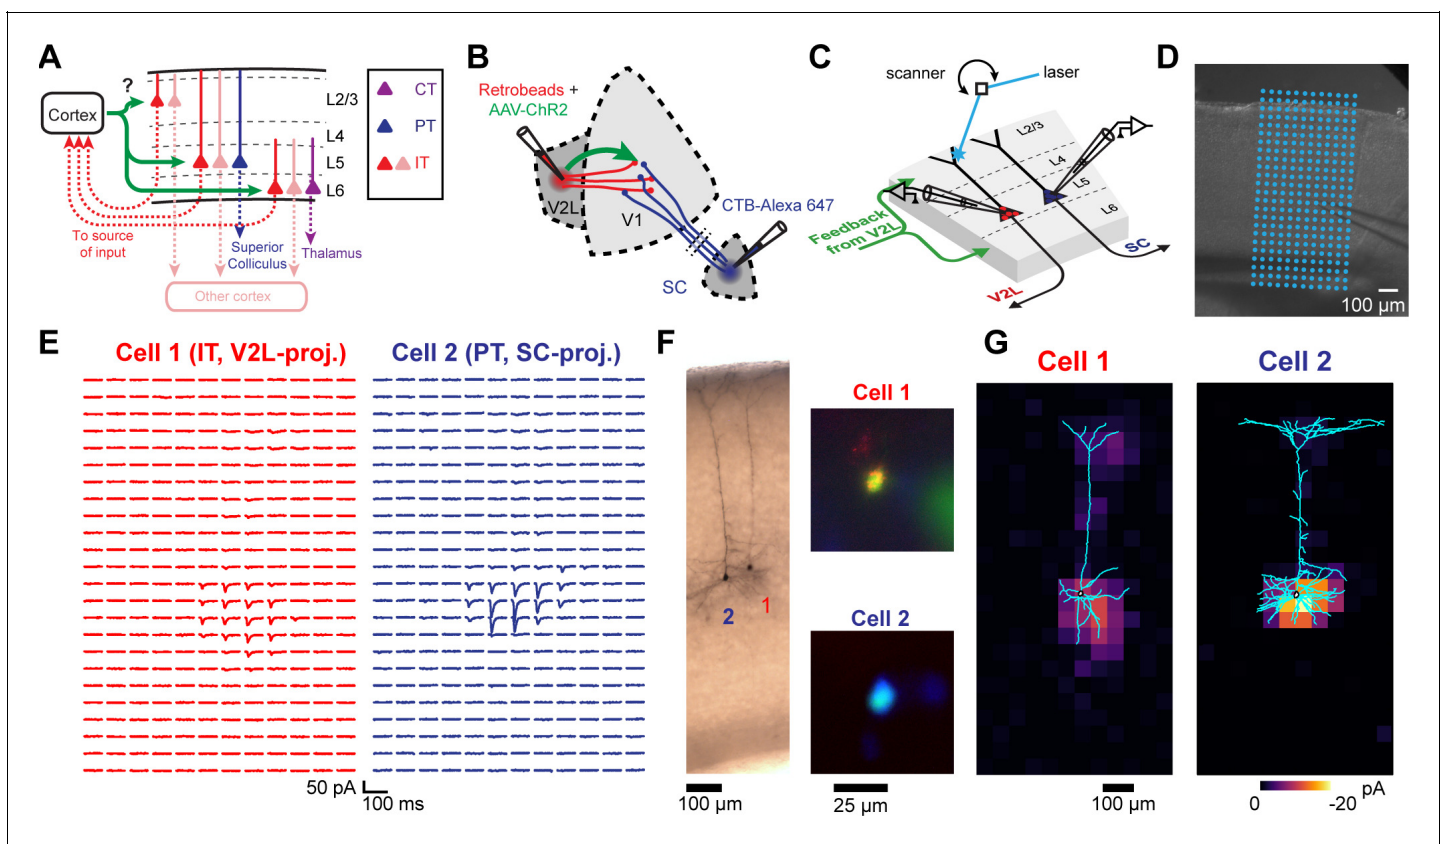 A
?
Cortex
L2/3
L4
L5
L6
CT
PT
IT
To source
of input
Superior
Colliculus
Thalamus
Other cortex
B
Retrobeads +
AAV-ChR2
V2L
V1
CTB-Alexa 647
SC
C
scanner
laser
L2/3
L4
L5
L6
Feedback
from V2L
SC
V2L
D
100 µm
E
Cell 1 (IT, V2L-proj.)
Cell 2 (PT, SC-proj.)
50 pA
100 ms
F
1
2
100 µm
Cell 1
Cell 2
25 µm
G
Cell 1
Cell 2
100 µm
0
-20
pA